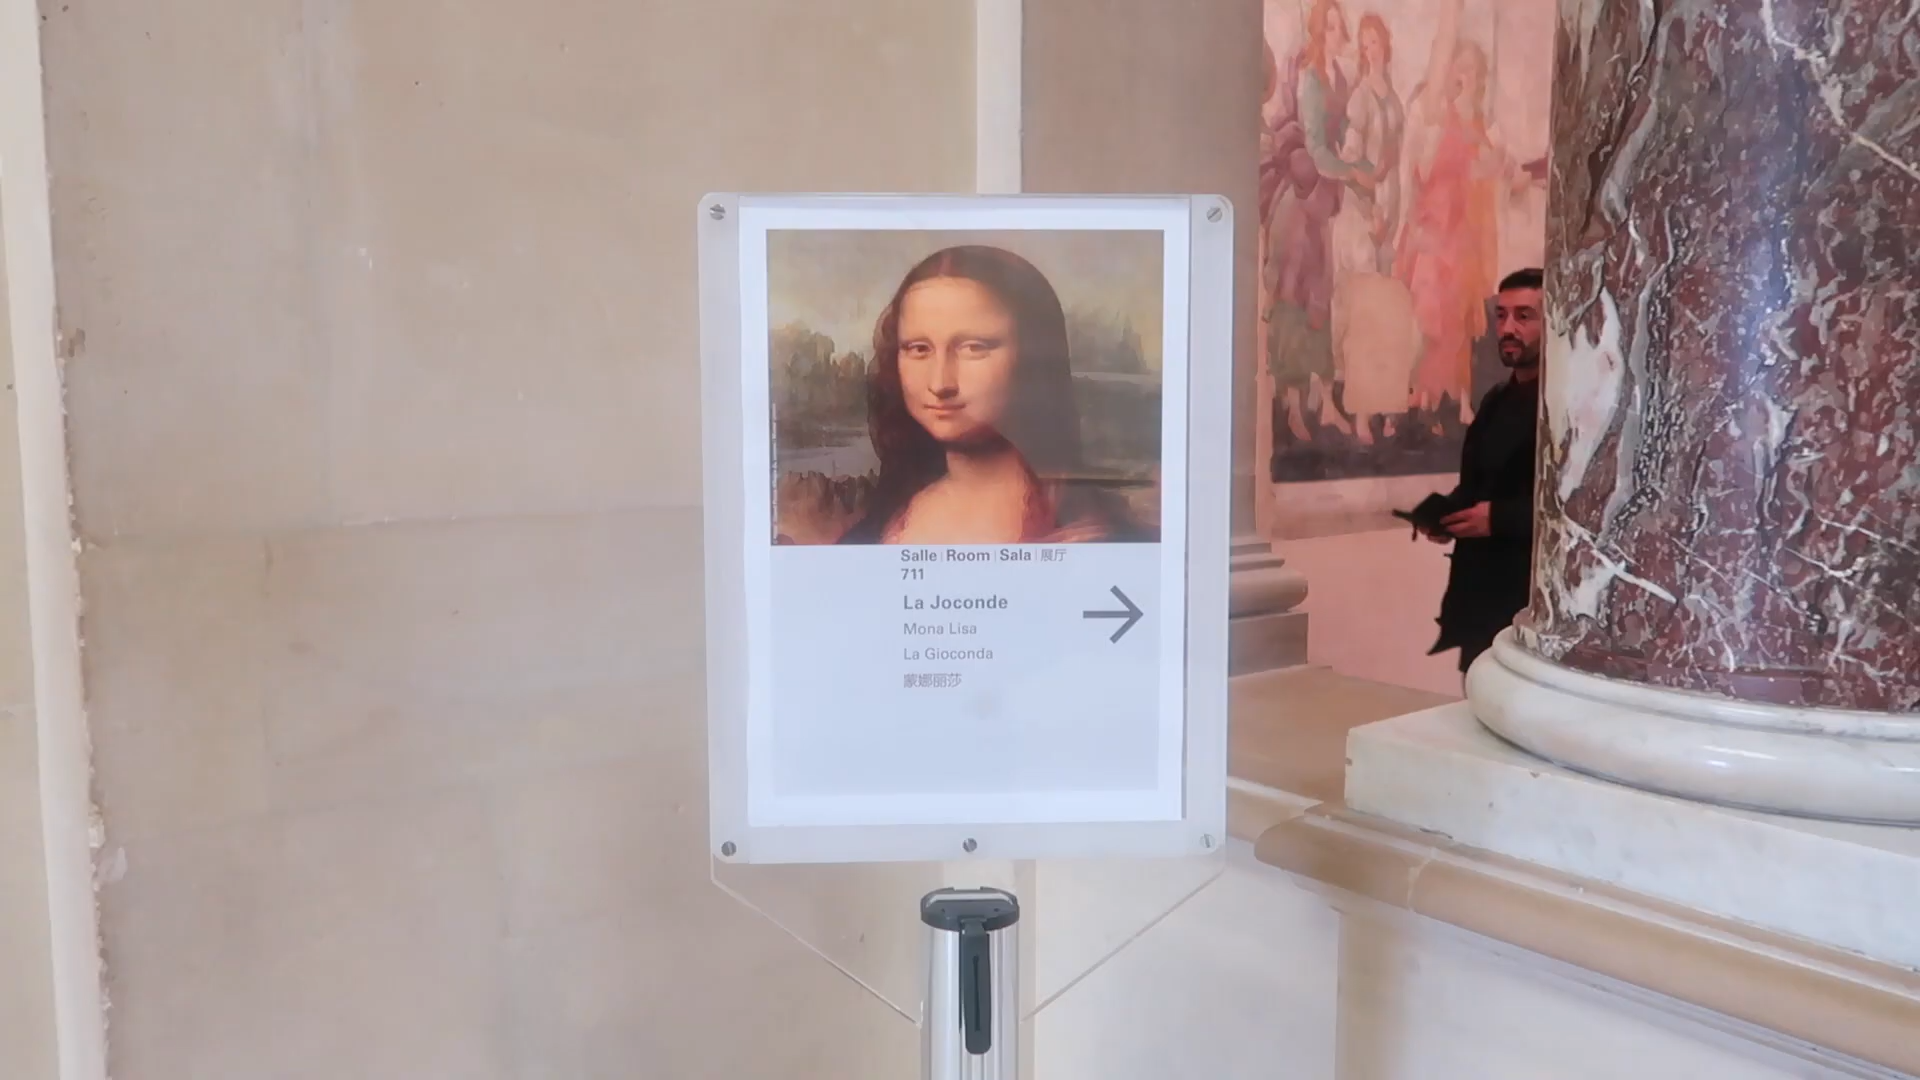 Salle | Room | Sala | 展厅
711
La Joconde
Mona Lisa
La Gioconda
蒙娜丽莎